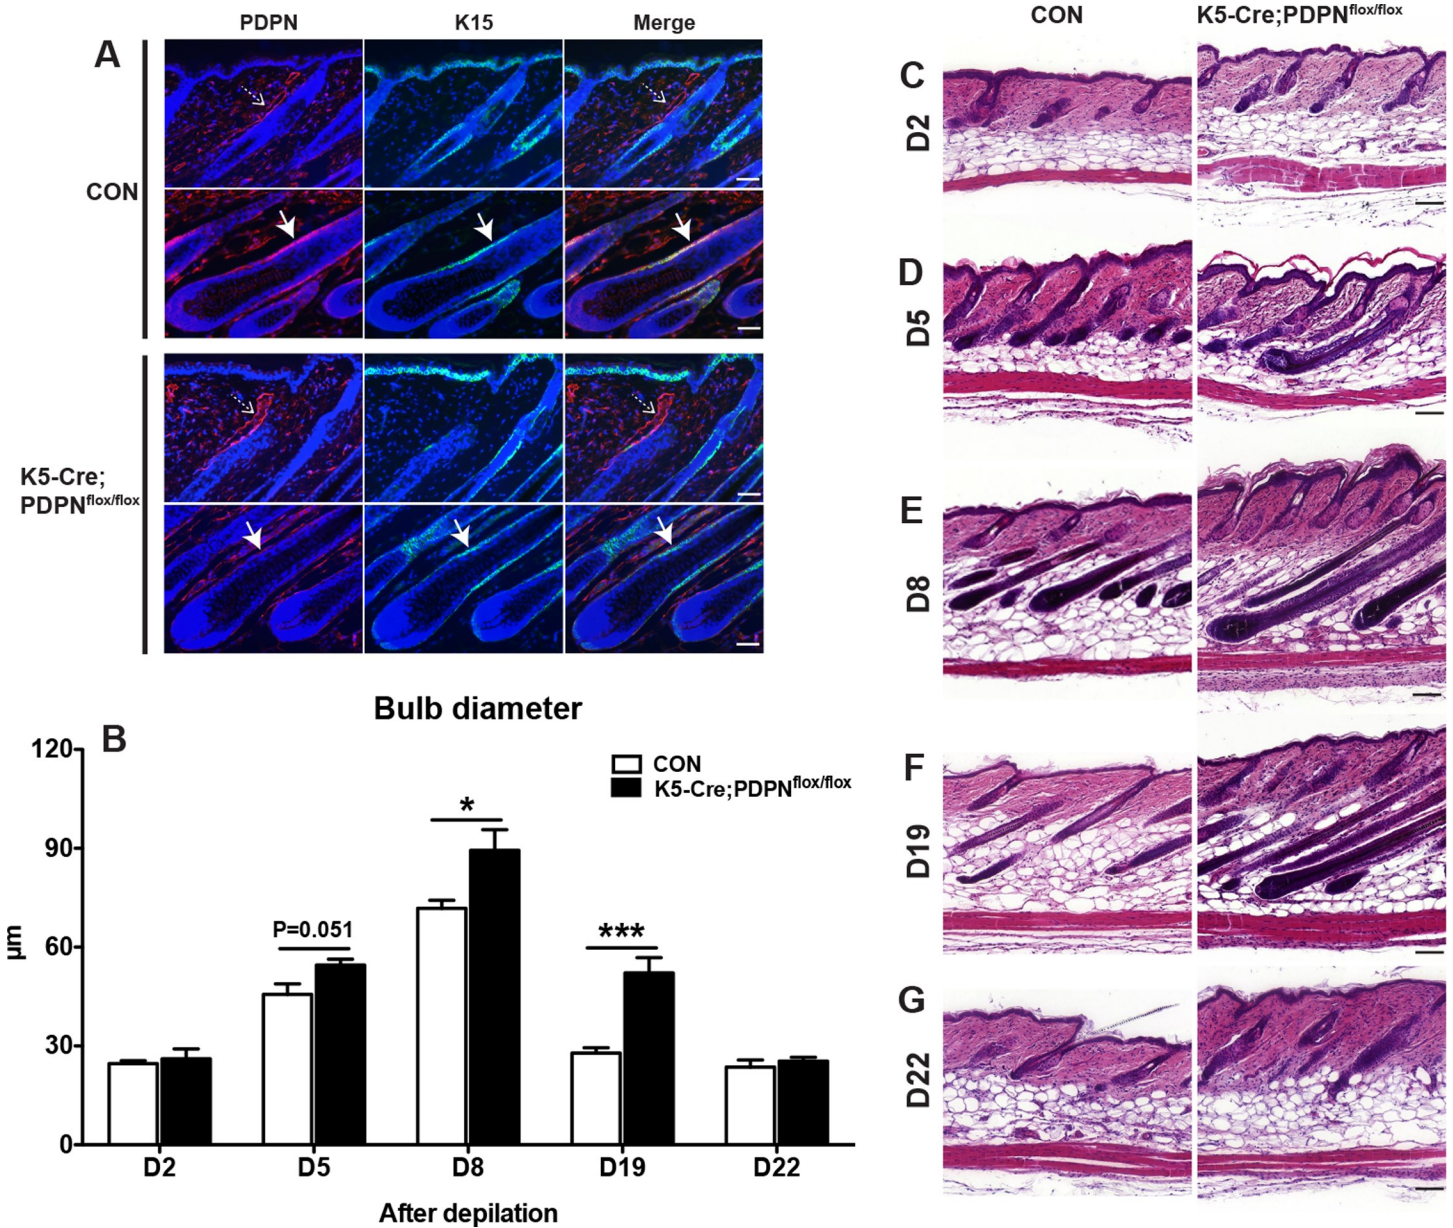 PDPN K15 Merge
A
CON
K5-Cre;
PDPNflox/flox
Bulb diameter
B
CON
K5-Cre;PDPNflox/flox
120
90
60
30
0
µm
P=0.051
*
***
D2 D5 D8 D19 D22
After depilation
CON K5-Cre;PDPNflox/flox
C
D2
D
D5
E
D8
F
D19
G
D22